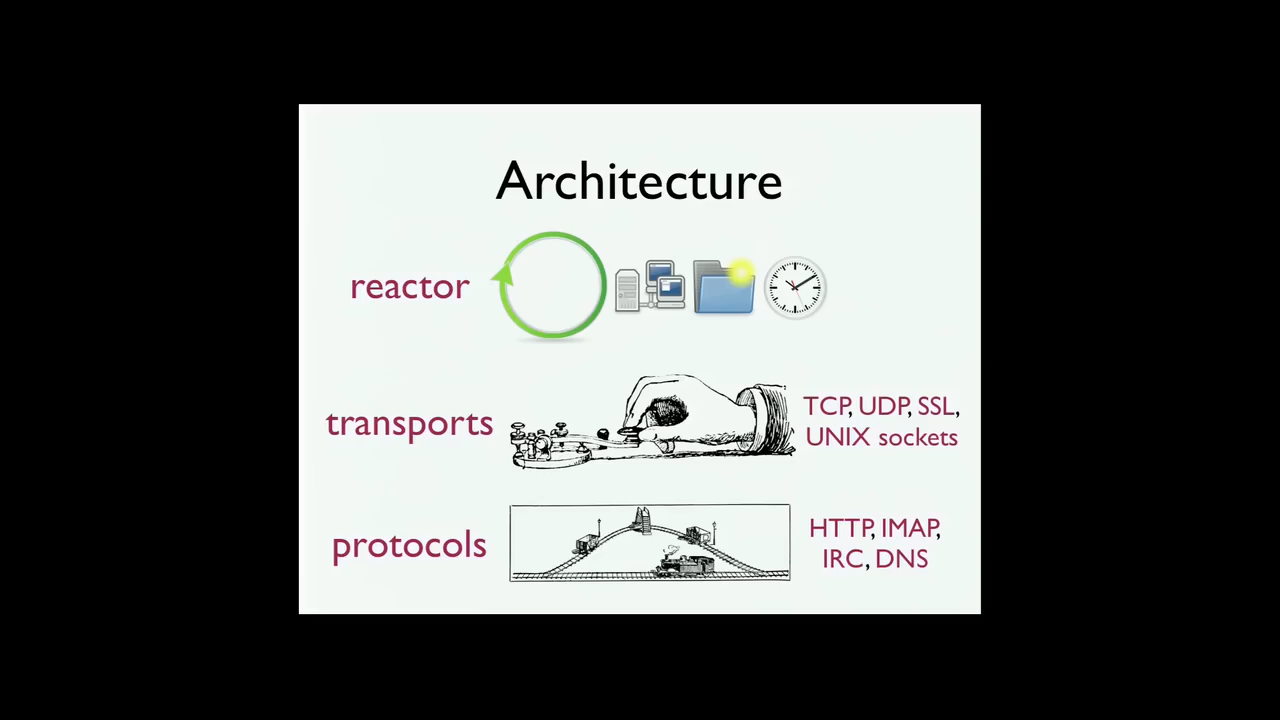 Architecture
reactor
transports
TCP, UDP, SSL,
UNIX sockets
protocols
HTTP, IMAP,
IRC, DNS